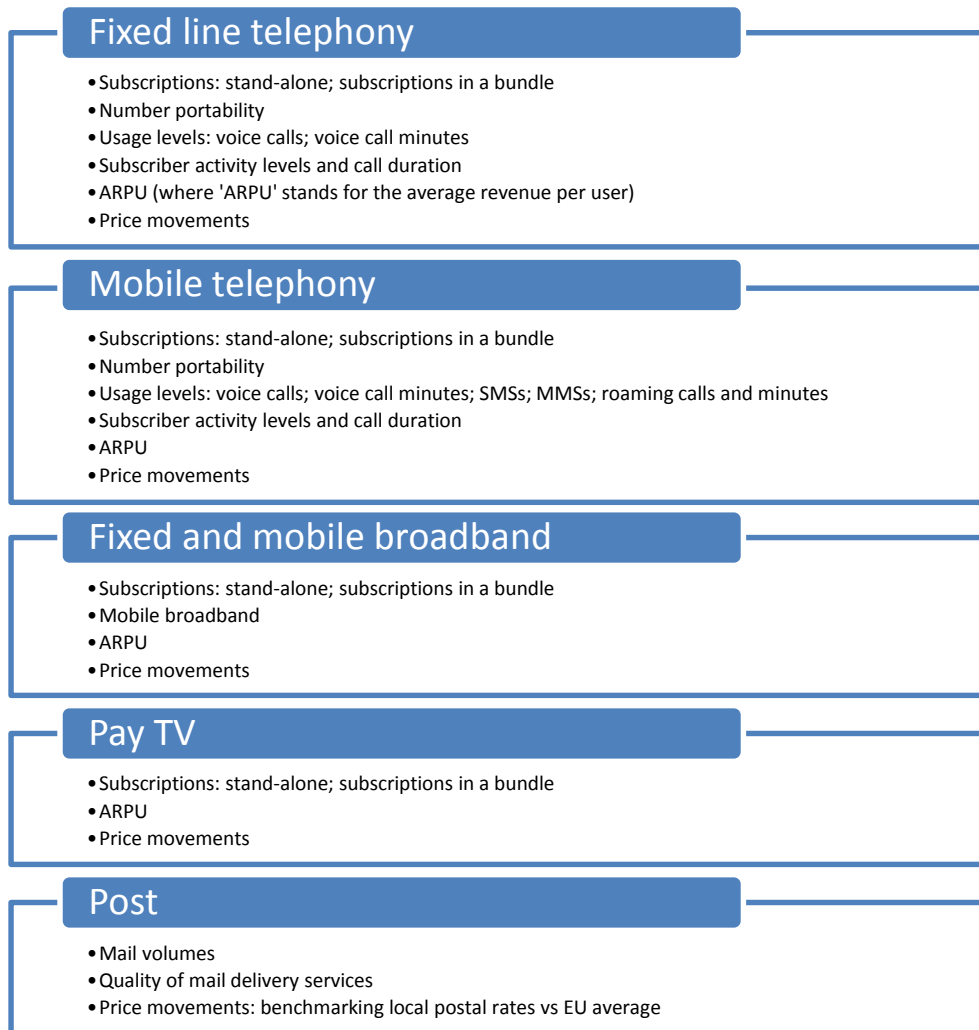 Fixed line telephony
•Subscriptions: stand-alone; subscriptions in a bundle
•Number portability
•Usage levels: voice calls; voice call minutes
•Subscriber activity levels and call duration
•ARPU (where 'ARPU' stands for the average revenue per user)
•Price movements
Mobile telephony
•Subscriptions: stand-alone; subscriptions in a bundle
•Number portability
•Usage levels: voice calls; voice call minutes; SMSs; MMSs; roaming calls and minutes
•Subscriber activity levels and call duration
•ARPU
•Price movements
Fixed and mobile broadband
•Subscriptions: stand-alone; subscriptions in a bundle
•Mobile broadband
•ARPU
•Price movements
Pay TV
•Subscriptions: stand-alone; subscriptions in a bundle
•ARPU
•Price movements
Post
•Mail volumes
•Quality of mail delivery services
•Price movements: benchmarking local postal rates vs EU average